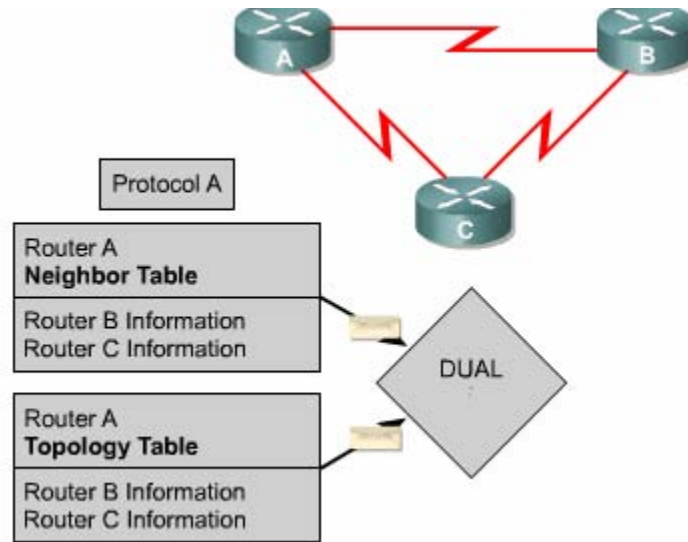 A
B
C
Protocol A
Router A
Neighbor Table
Router B Information
Router C Information
DUAL
Router A
Topology Table
Router B Information
Router C Information